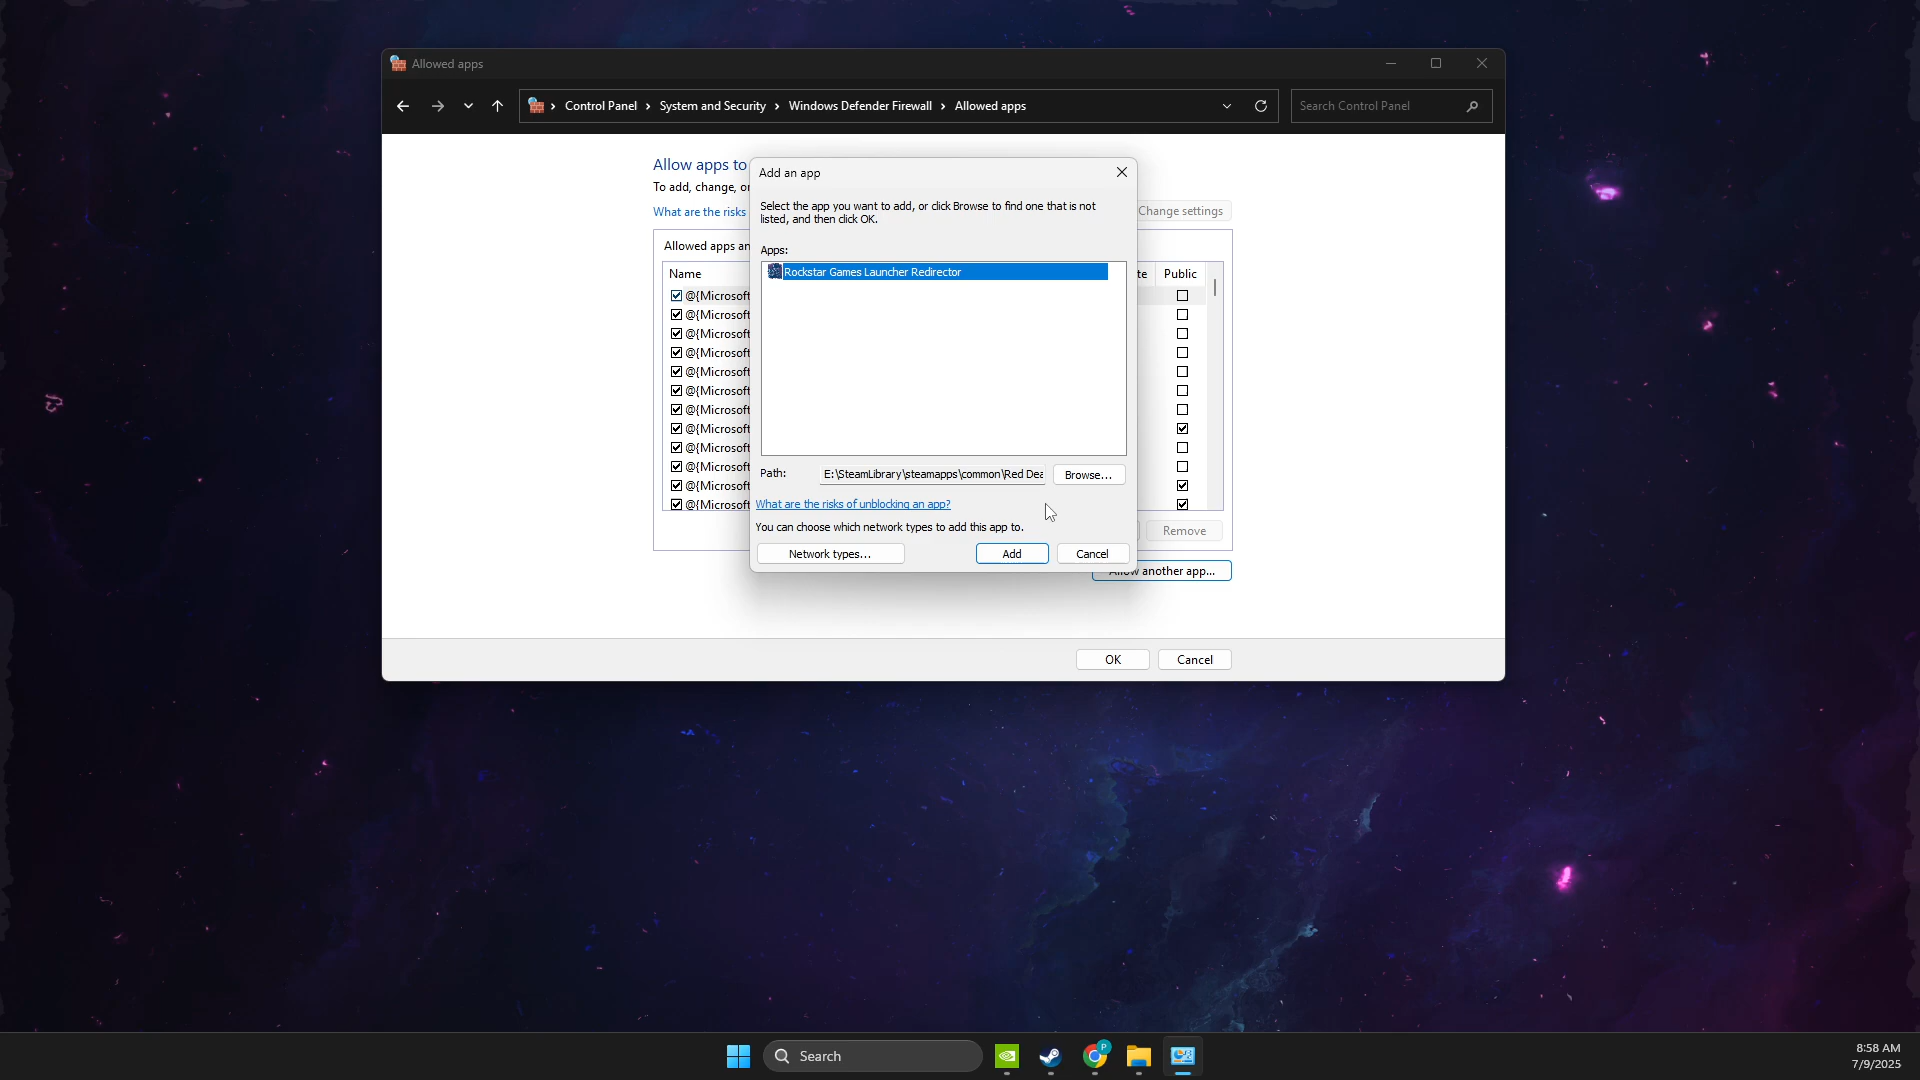 Allowed apps
Control Panel > System and Security > Windows Defender Firewall > Allowed apps
Search Control Panel
Allow apps to
To add, change, or
What are the risks
Change settings
Allowed apps an
Name
te
Public
@{Microsoft
@{Microsoft
@{Microsoft
@{Microsoft
@{Microsoft
@{Microsoft
@{Microsoft
@{Microsoft
@{Microsoft
@{Microsoft
@{Microsoft
@{Microsoft
Remove
another app...
OK
Cancel
Add an app
Select the app you want to add, or click Browse to find one that is not
listed, and then click OK.
Apps:
Rockstar Games Launcher Redirector
Path:
E:\SteamLibrary\steamapps\common\Red Dea
Browse...
What are the risks of unblocking an app?
You can choose which network types to add this app to.
Network types...
Add
Cancel
Search
P
8:58 AM
7/9/2025